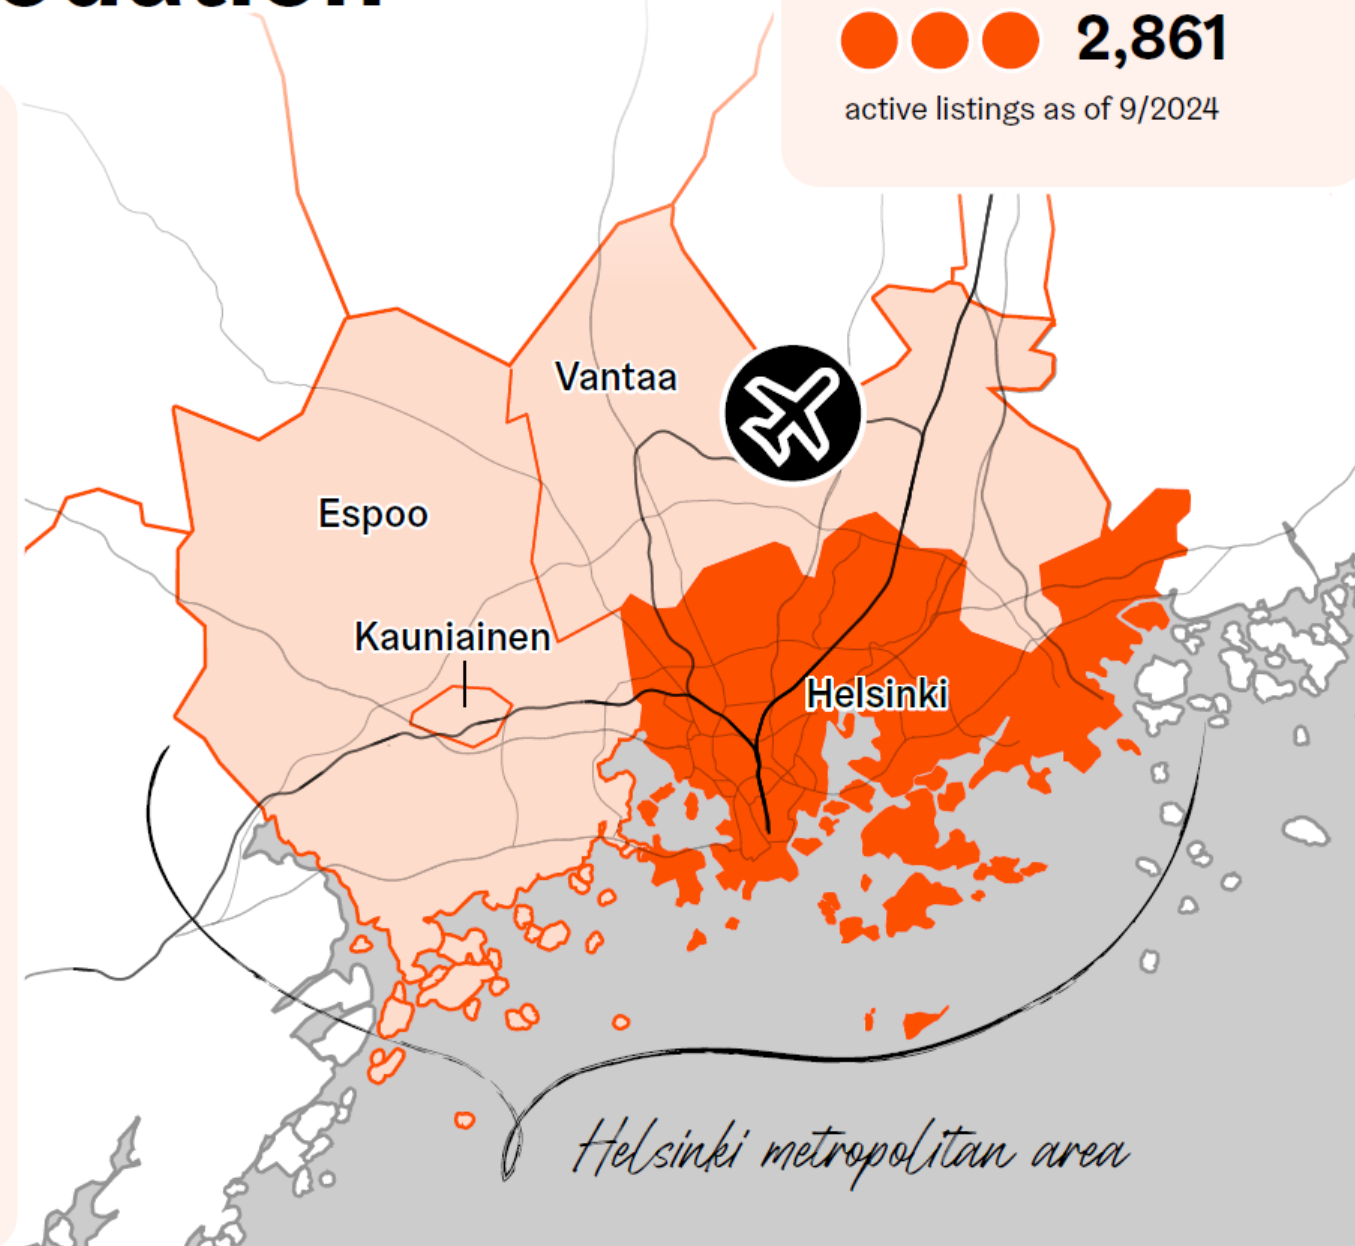 2,861
active listings as of 9/2024
Vantaa
Espoo
Kauniainen
Helsinki
Helsinki metropolitan area